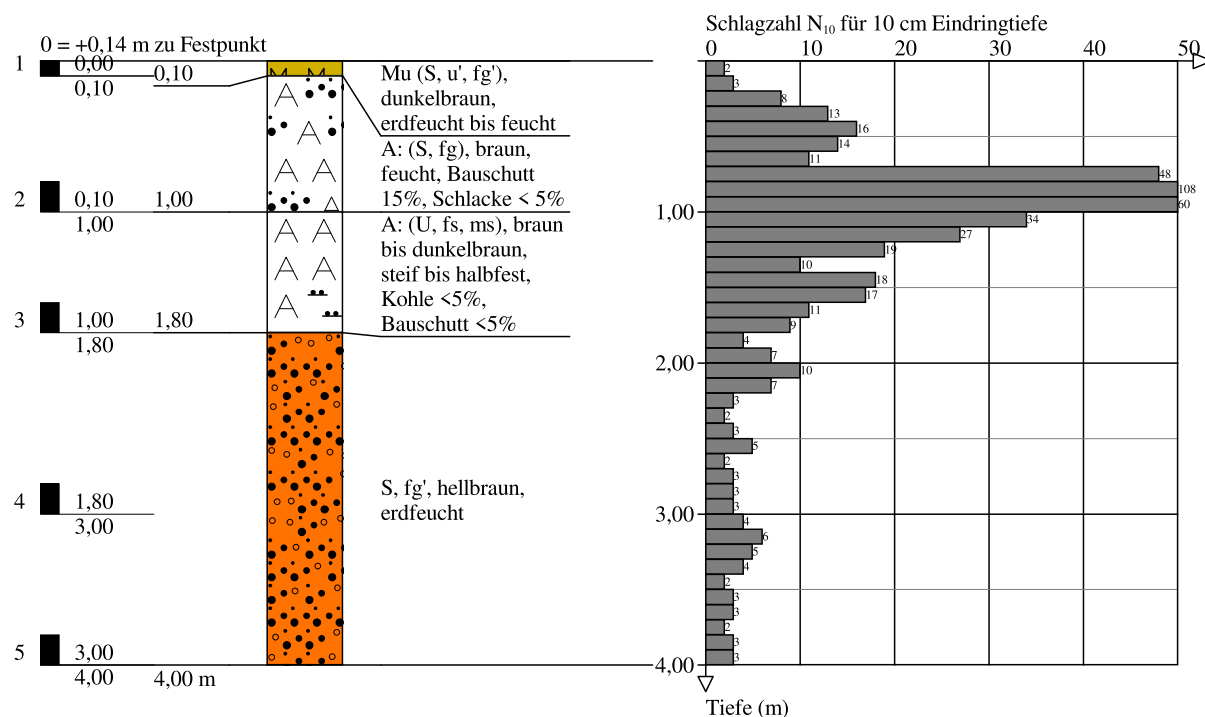 0 = +0,14 m zu Festpunkt
1 0,00
0,10 0,10
Mu (S, u', fg'),
dunkelbraun,
erdfeucht bis feucht
A: (S, fg), braun,
feucht, Bauschutt
15%, Schlacke < 5%
2 0,10 1,00
1,00
A: (U, fs, ms), braun
bis dunkelbraun,
steif bis halbfest,
Kohle <5%,
Bauschutt <5%
3 1,00 1,80
1,80
S, fg', hellbraun,
erdfeucht
4 1,80
3,00
5 3,00
4,00 4,00 m
Schlagzahl N₁₀ für 10 cm Eindringtiefe
0 10 20 30 40 50
2
3
8
13
16
14
11
48
108
60
1,00
34
27
19
10
18
17
11
9
4
7
2,00
10
7
3
2
3
5
2
3
3
3
3,00
4
6
5
4
2
3
3
2
3
3
4,00
Tiefe (m)